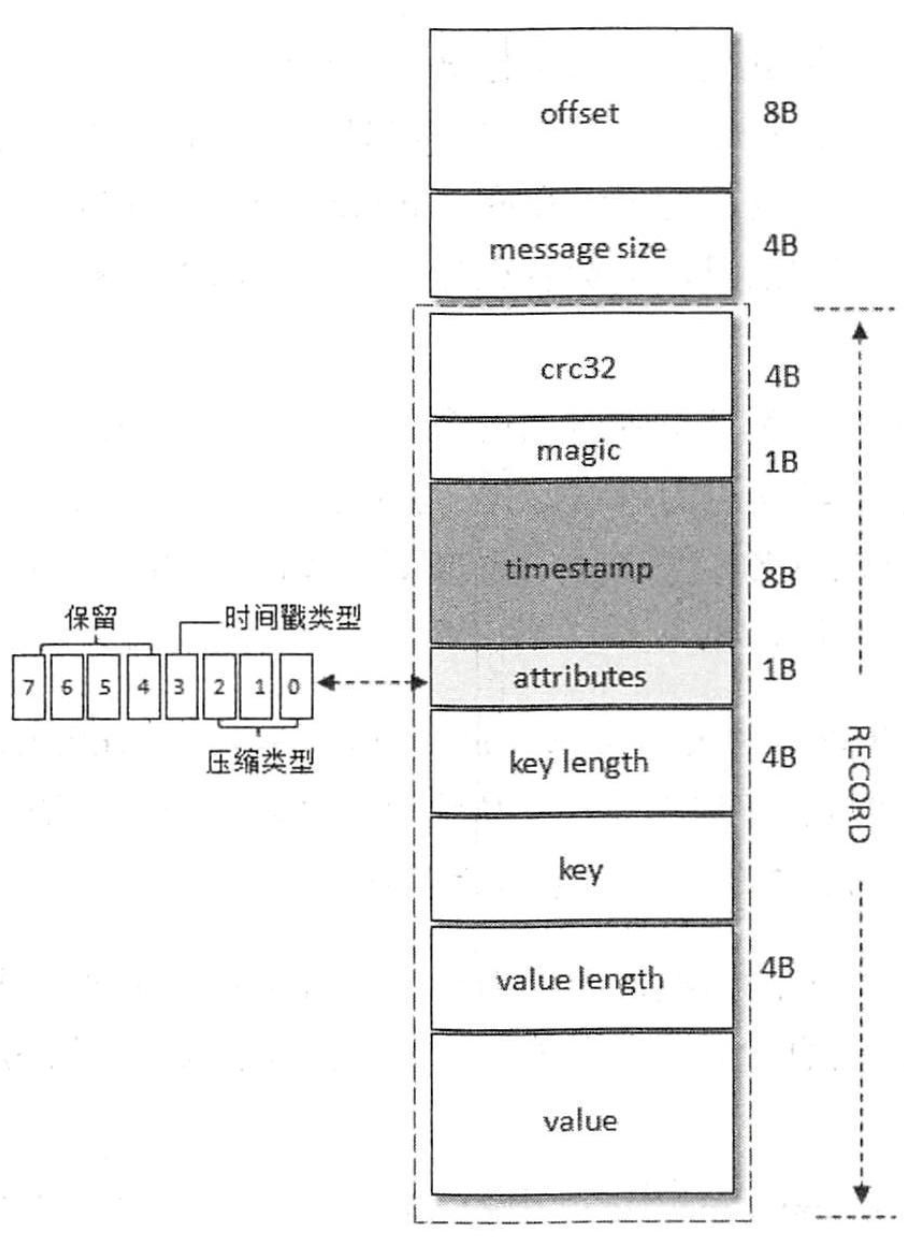 offset 8B
message size 4B
crc32 4B
magic 1B
timestamp 8B
保留 时间戳类型
7 6 5 4 3 2 1 0
attributes 1B
压缩类型
key length 4B
RECORD
key
value length 4B
value